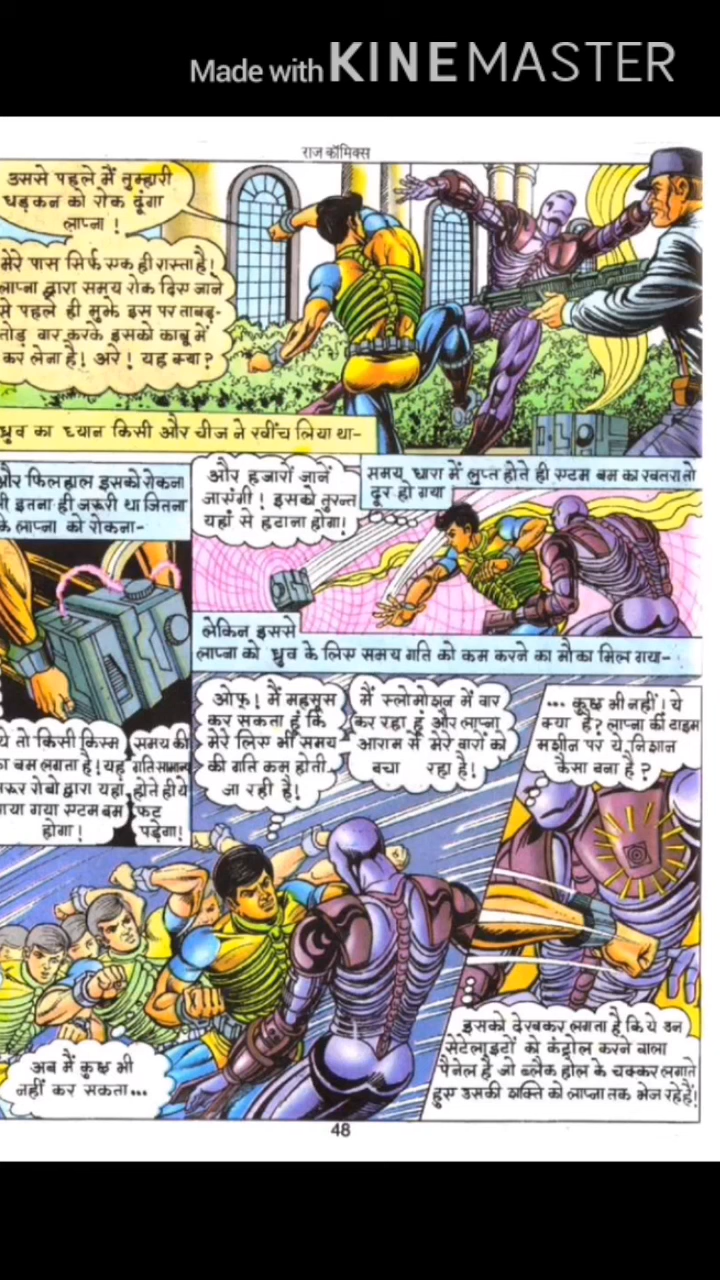 Made with KINEMASTER
राज कॉमिक्स
उससे पहले मैं तुम्हारी
धड़कन को रोक दूंगा
लाप्ना !
मेरे पास सिर्फ एक ही रास्ता है!
लाप्ना द्वारा समय रोक दिए जाने
से पहले ही मुझे इस पर ताबड़-
तोड़ वार करके इसको काबू में
कर लेना है! अरे! यह क्या?
ध्रुव का ध्यान किसी और चीज ने खींच लिया था-
और फिलहाल इसको रोकना
भी इतना ही जरूरी था जितना
के लाप्ना को रोकना-
ये तो किसी किस्म
का बम लगता है! यह
जरूर रोबो द्वारा यहां
गया एटम बम
होगा!
समय की
गति सामान्य
होते ही ये
फट
पड़ेगा!
और हजारों जानें
जाएंगी! इसको तुरन्त
यहां से हटाना होगा!
समय धारा में लुप्त होते ही एटम बम का खतरा तो
दूर हो गया
लेकिन इससे
लाप्ना को ध्रुव के लिए समय गति को कम करने का मौका मिल गया-
ओफ्! मैं महसूस
कर सकता हूं कि
मेरे लिए भी समय
की गति कम होती
जा रही है!
मैं स्लोमोशन में वार
कर रहा हूं और लाप्ना
आराम से मेरे वारों को
बचा रहा है!
अब मैं कुछ भी
नहीं कर सकता...
... कुछ भी नहीं! ये
क्या है? लाप्ना की टाइम
मशीन पर ये निशान
कैसा बना है?
इसको देखकर लगता है कि ये उन
सेटेलाइटों को कंट्रोल करने वाला
पैनल है जो ब्लैक होल के चक्कर लगाते
हुए उसकी शक्ति को लाप्ना तक भेज रहे हैं!
48